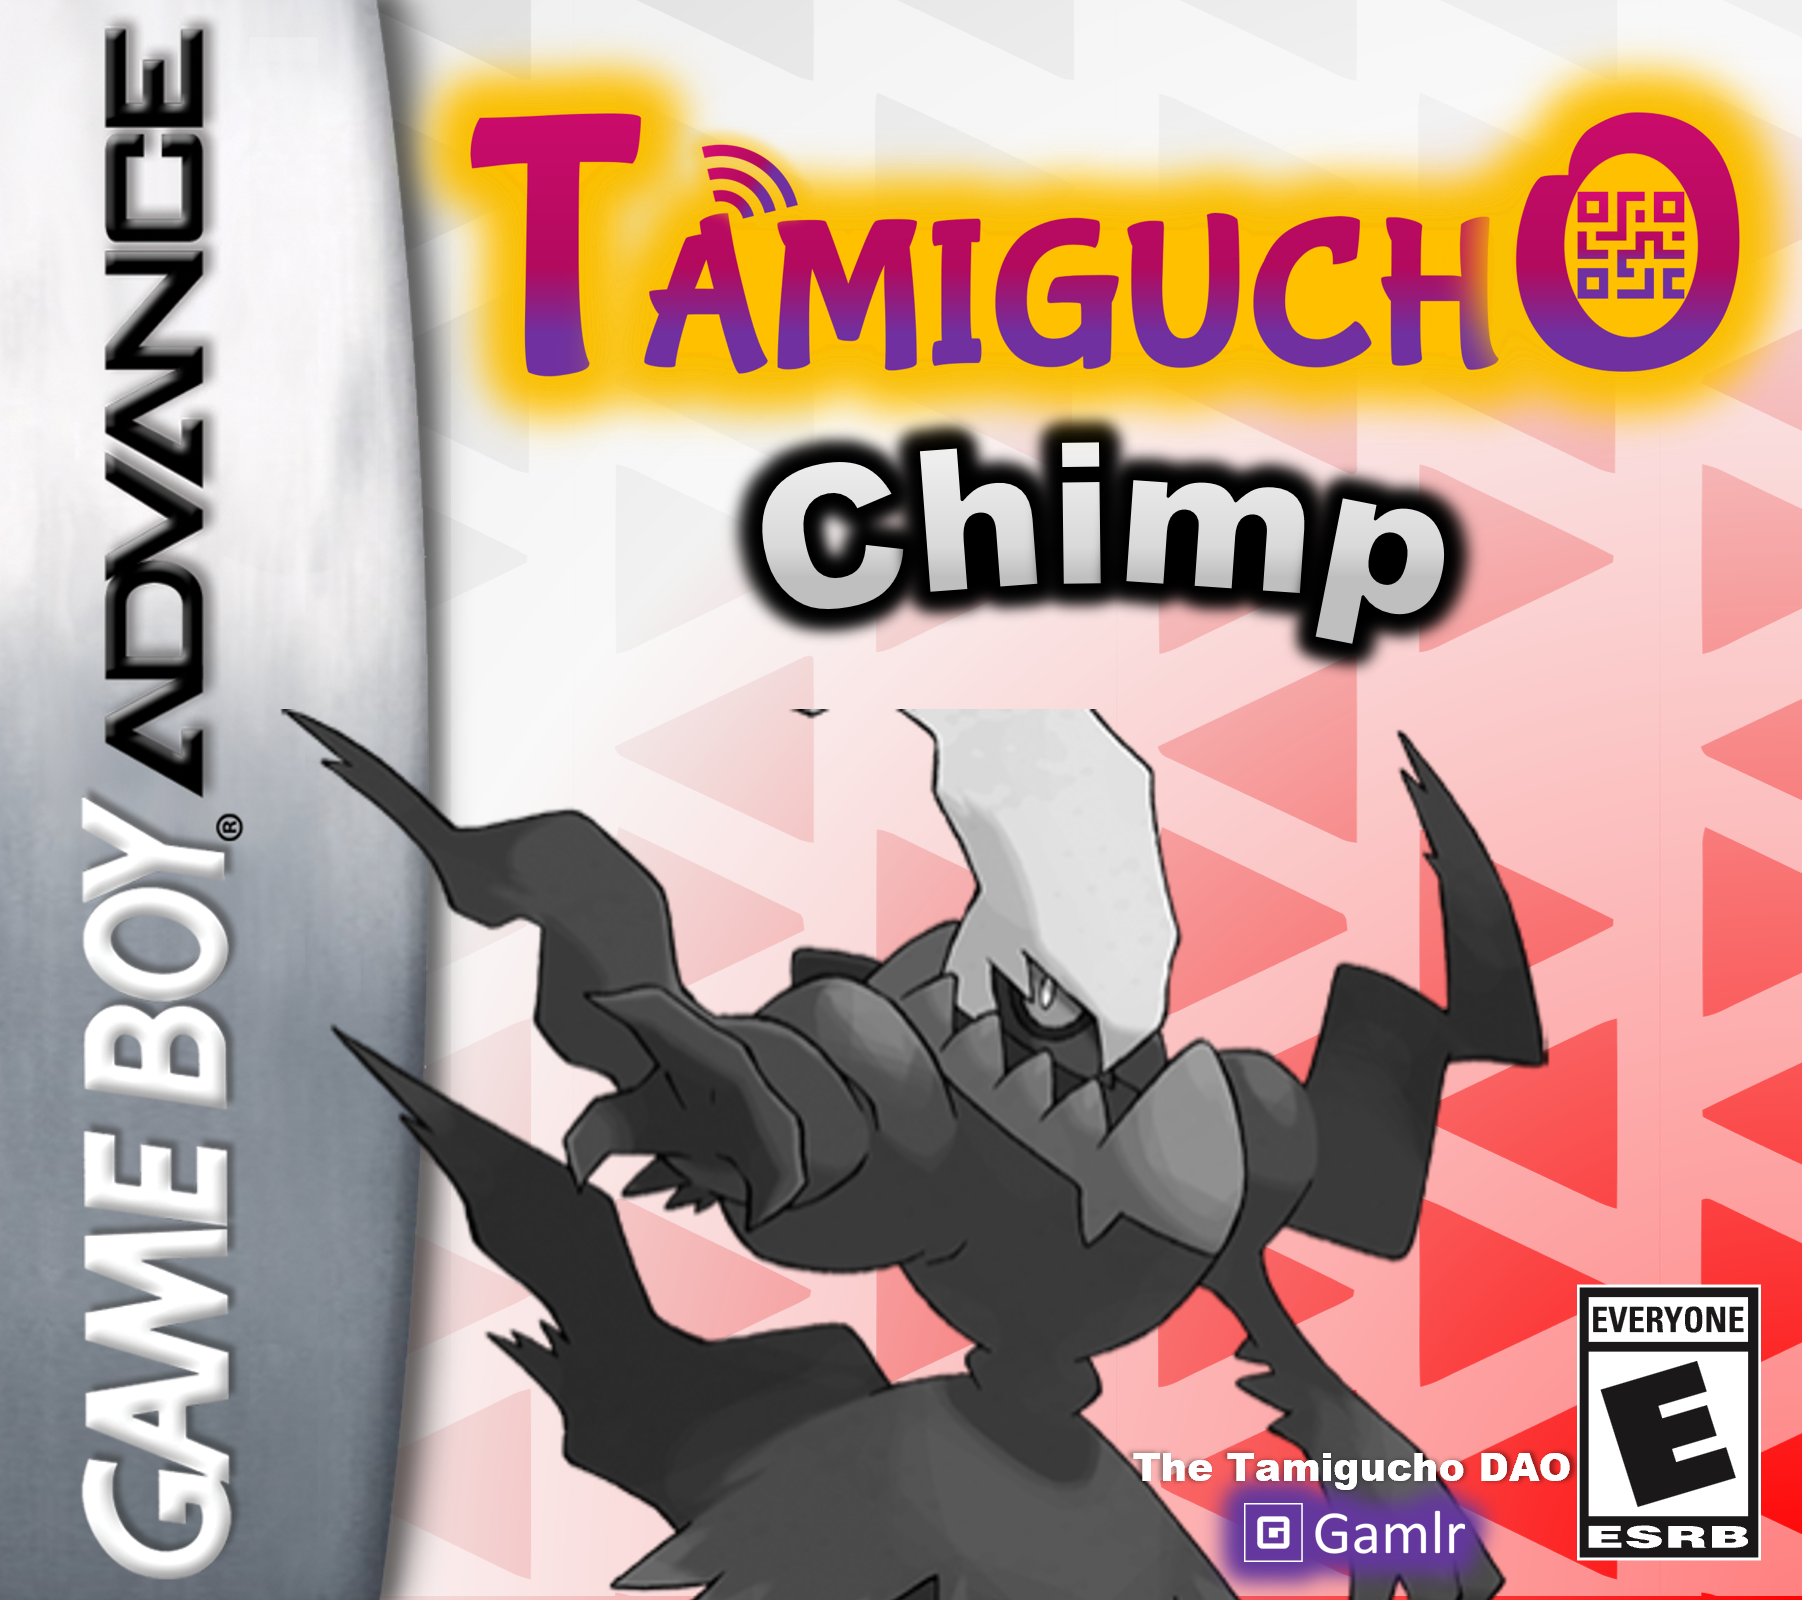 GAME BOY ADVANCE®
TAMIGUCHO
Chimp
The Tamigucho DAO
Gamlr
EVERYONE
E
ESRB